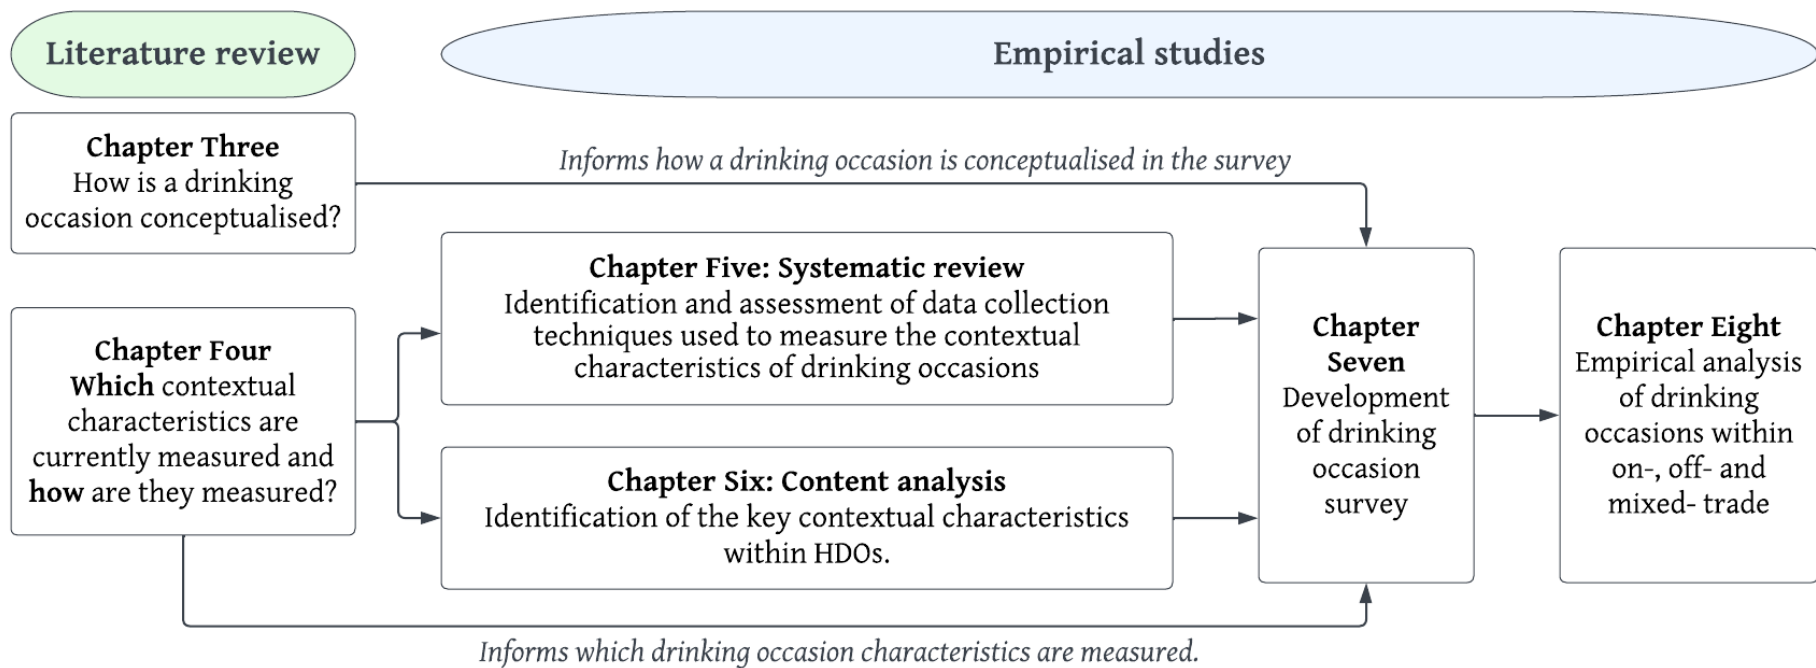 Literature review
Empirical studies
Chapter Three
How is a drinking
occasion conceptualised?
Informs how a drinking occasion is conceptualised in the survey
Chapter Four
Which contextual
characteristics are
currently measured and
how are they measured?
Chapter Five: Systematic review
Identification and assessment of data collection
techniques used to measure the contextual
characteristics of drinking occasions
Chapter Six: Content analysis
Identification of the key contextual characteristics
within HDOs.
Chapter
Seven
Development
of drinking
occasion
survey
Chapter Eight
Empirical analysis
of drinking
occasions within
on-, off- and
mixed- trade
Informs which drinking occasion characteristics are measured.